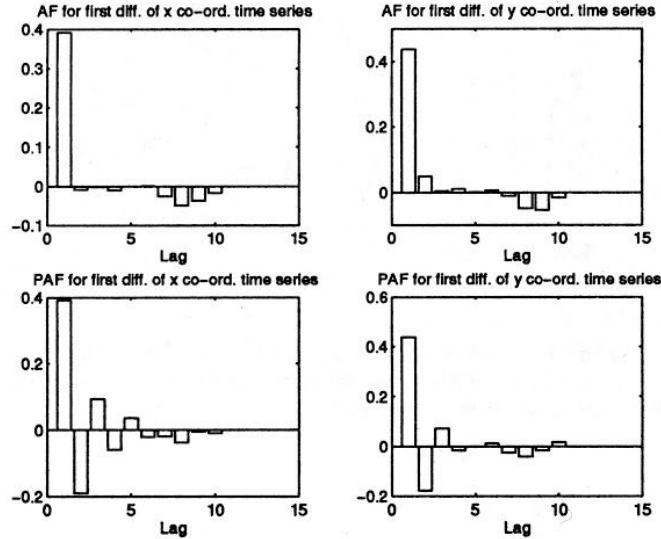 AF for first diff. of x co-ord. time series
0.4
0.3
0.2
0.1
0
-0.1
0 5 10 15
Lag
AF for first diff. of y co-ord. time series
0.4
0.2
0
0 5 10 15
Lag
PAF for first diff. of x co-ord. time series
0.4
0.2
0
-0.2
0 5 10 15
Lag
PAF for first diff. of y co-ord. time series
0.6
0.4
0.2
0
-0.2
0 5 10 15
Lag